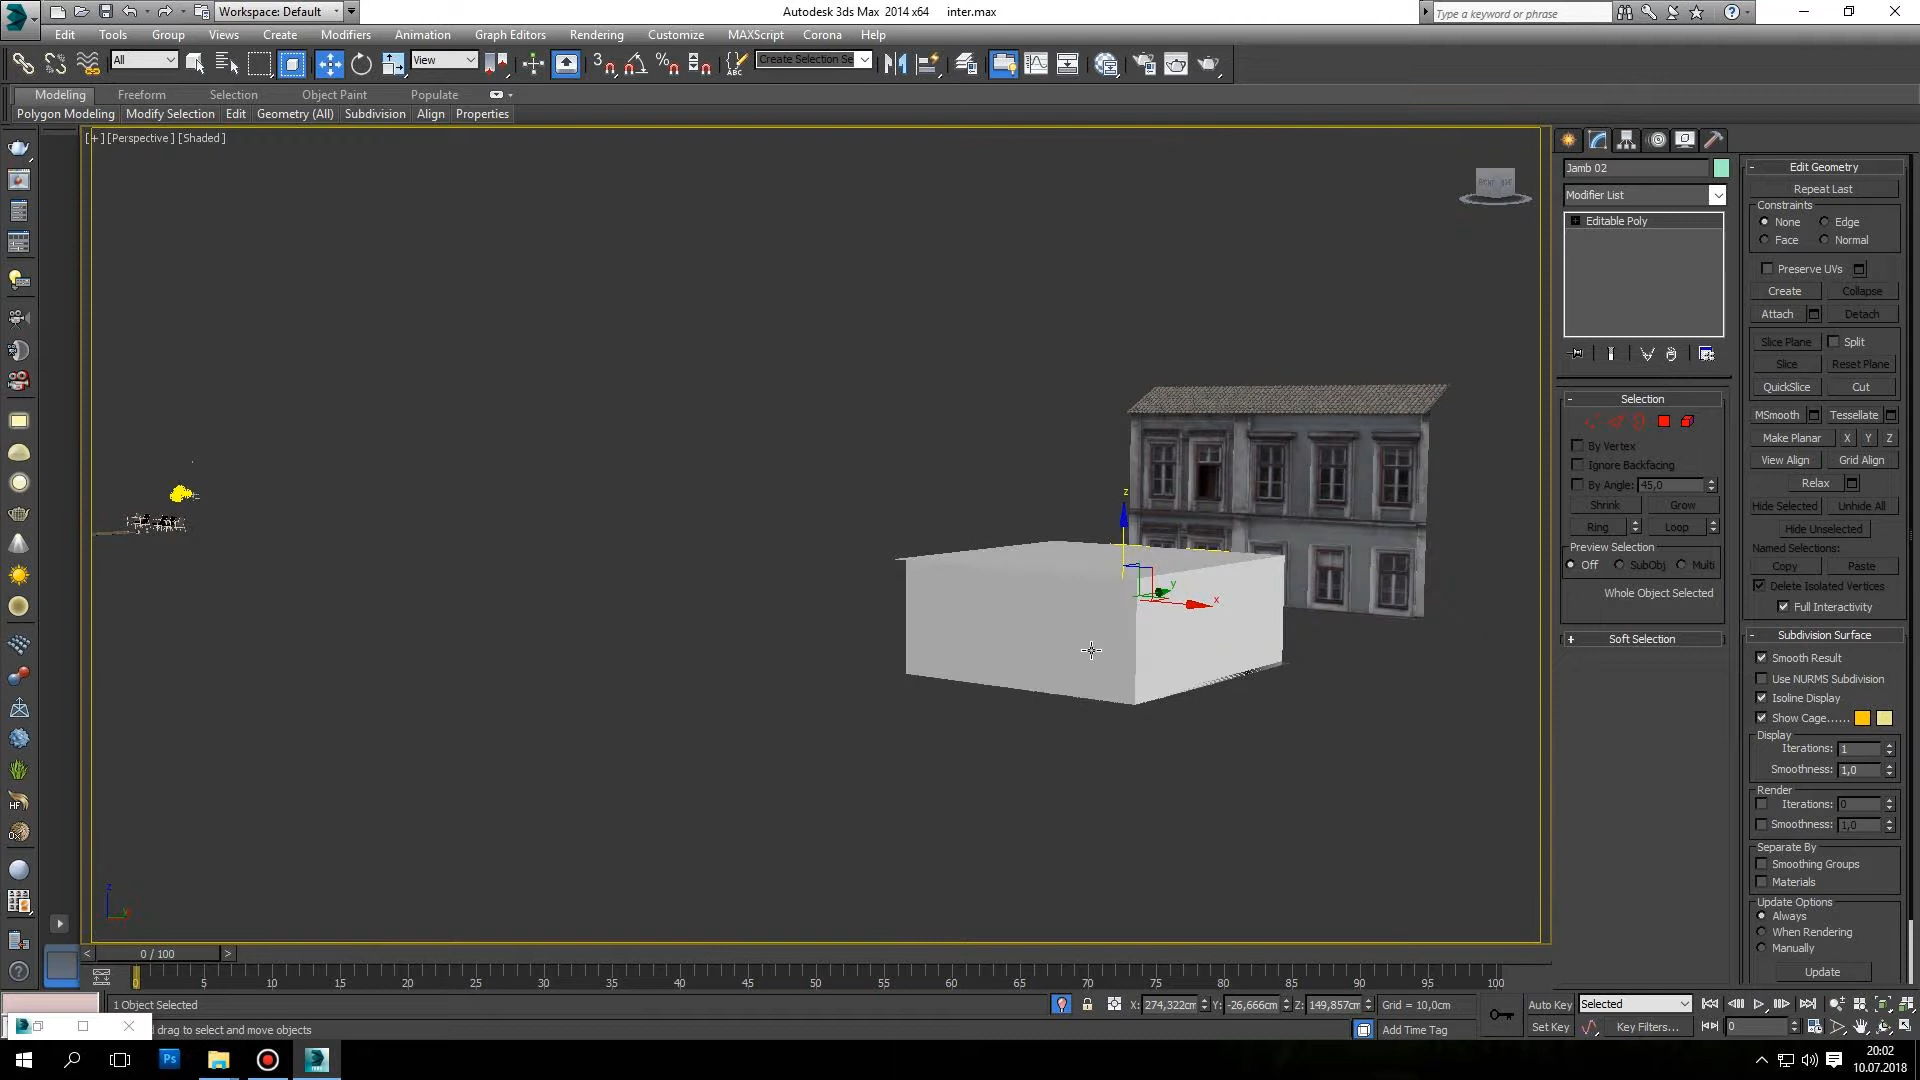 Workspace: Default
Autodesk 3ds Max 2014 x64 inter.max
Type a keyword or phrase
Edit Tools Group Views Create Modifiers Animation Graph Editors Rendering Customize MAXScript Corona Help
All
View
Create Selection Se
Modeling Freeform Selection Object Paint Populate
Polygon Modeling Modify Selection Edit Geometry (All) Subdivision Align Properties
[+] [Perspective ] [Shaded ]
Jamb 02
Modifier List
Editable Poly
Selection
By Vertex
Ignore Backfacing
By Angle: 45,0
Shrink Grow
Ring Loop
Preview Selection
Off SubObj Multi
Whole Object Selected
Soft Selection
Edit Geometry
Repeat Last
Constraints
None Edge
Face Normal
Preserve UVs
Create Collapse
Attach Detach
Slice Plane Split
Slice Reset Plane
QuickSlice Cut
MSmooth Tessellate
Make Planar X Y Z
View Align Grid Align
Relax
Hide Selected Unhide All
Hide Unselected
Named Selections:
Copy Paste
Delete Isolated Vertices
Full Interactivity
Subdivision Surface
Smooth Result
Use NURMS Subdivision
Isoline Display
Show Cage......
Display
Iterations: 1
Smoothness: 1,0
Render
Iterations: 0
Smoothness: 1,0
Separate By
Smoothing Groups
Materials
Update Options
Always
When Rendering
Manually
Update
z
y
x
z
0 / 100
0 5 10 15 20 25 30 35 40 45 50 55 60 65 70 75 80 85 90 95 100
1 Object Selected
X: 274,322cm Y: -26,666cm Z: 149,857cm Grid = 10,0cm
Auto Key Selected
drag to select and move objects
Add Time Tag
Set Key Key Filters... 0
20:02
10.07.2018